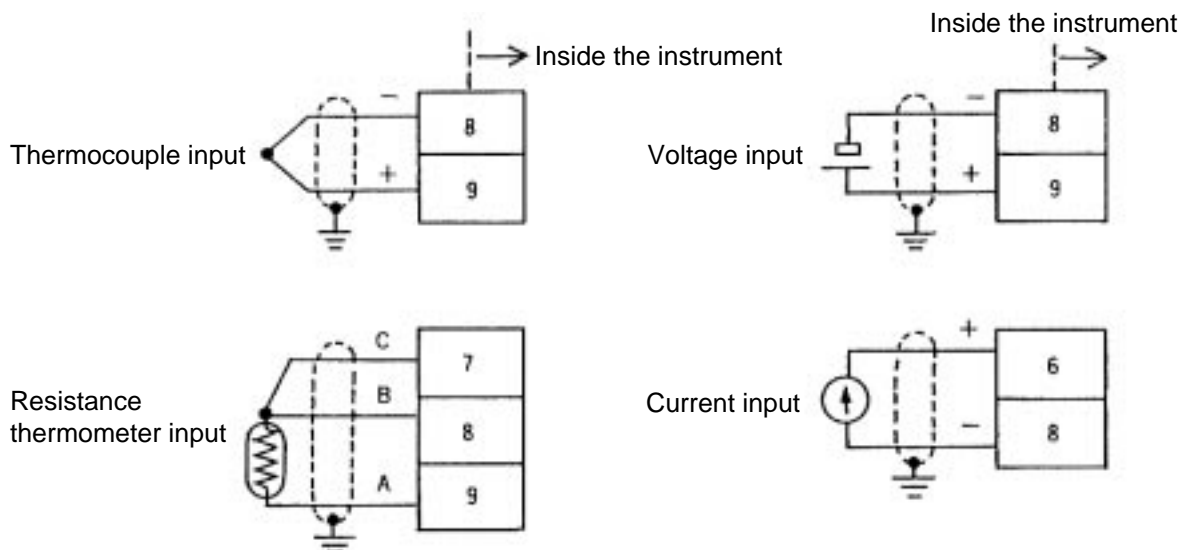 Inside the instrument
Inside the instrument
−
8
Thermocouple input
+
9
−
8
Voltage input
+
9
C
7
B
8
Resistance
thermometer input
A
9
+
6
Current input
−
8